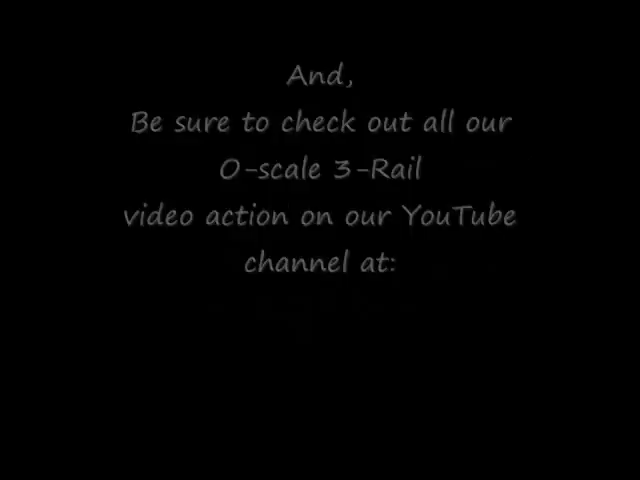 And,
Be sure to check out all our
O-scale 3-Rail
video action on our YouTube
channel at: